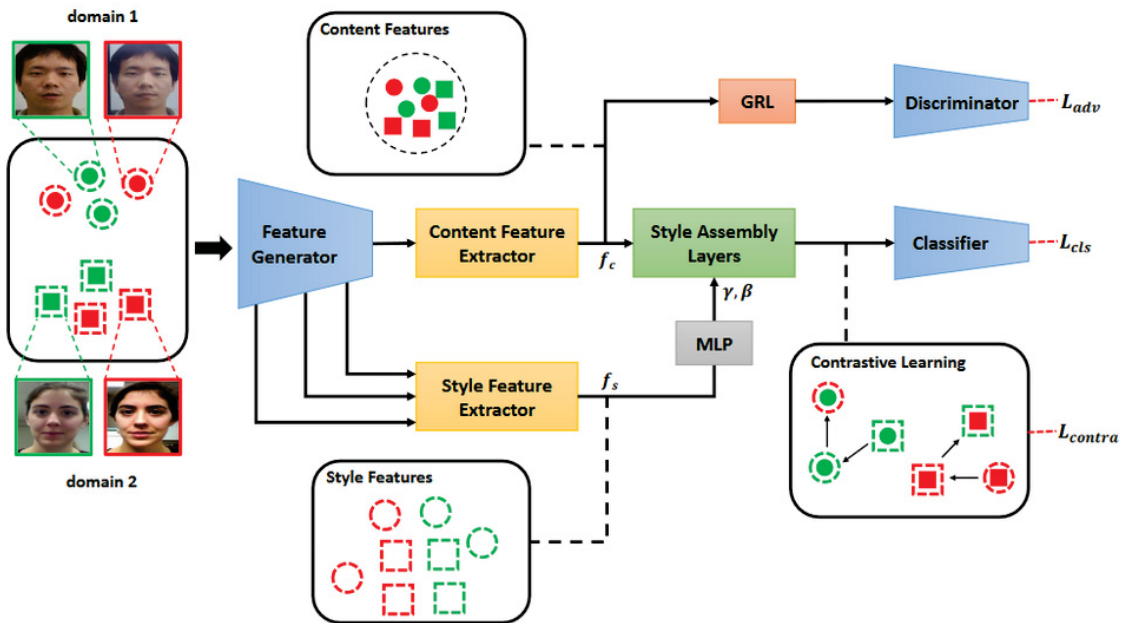 domain 1
Content Features
GRL
Discriminator
L_adv
Feature
Generator
Content Feature
Extractor
f_c
Style Assembly
Layers
Classifier
L_cls
γ, β
MLP
Style Feature
Extractor
f_s
Contrastive Learning
L_contra
domain 2
Style Features